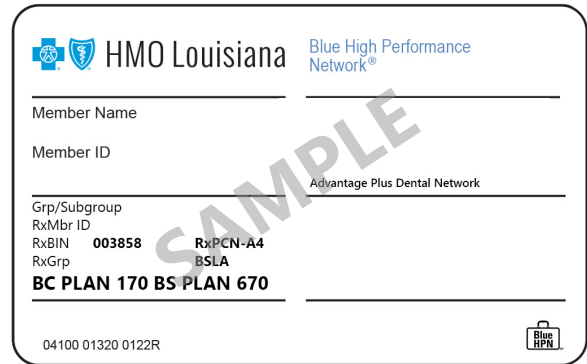 HMO Louisiana
Blue High Performance
Network®
Member Name
Member ID
Advantage Plus Dental Network
SAMPLE
Grp/Subgroup
RxMbr ID
RxBIN 003858 RxPCN-A4
RxGrp BSLA
BC PLAN 170 BS PLAN 670
04100 01320 0122R
Blue
HPN